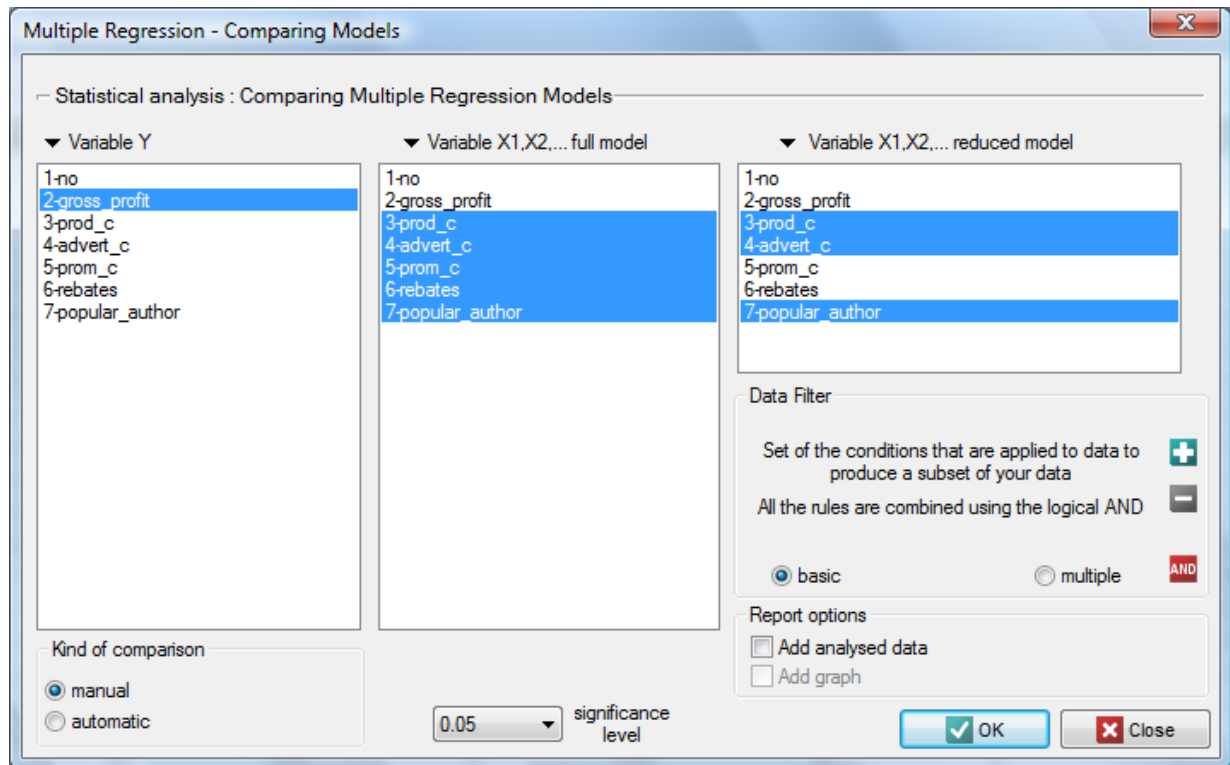 Multiple Regression - Comparing Models
Statistical analysis : Comparing Multiple Regression Models
Variable Y
1-no
2-gross_profit
3-prod_c
4-advert_c
5-prom_c
6-rebates
7-popular_author
Variable X1,X2,... full model
1-no
2-gross_profit
3-prod_c
4-advert_c
5-prom_c
6-rebates
7-popular_author
Variable X1,X2,... reduced model
1-no
2-gross_profit
3-prod_c
4-advert_c
5-prom_c
6-rebates
7-popular_author
Data Filter
Set of the conditions that are applied to data to
produce a subset of your data
All the rules are combined using the logical AND
basic
multiple
AND
Report options
Add analysed data
Add graph
Kind of comparison
manual
automatic
0.05
significance
level
OK
Close